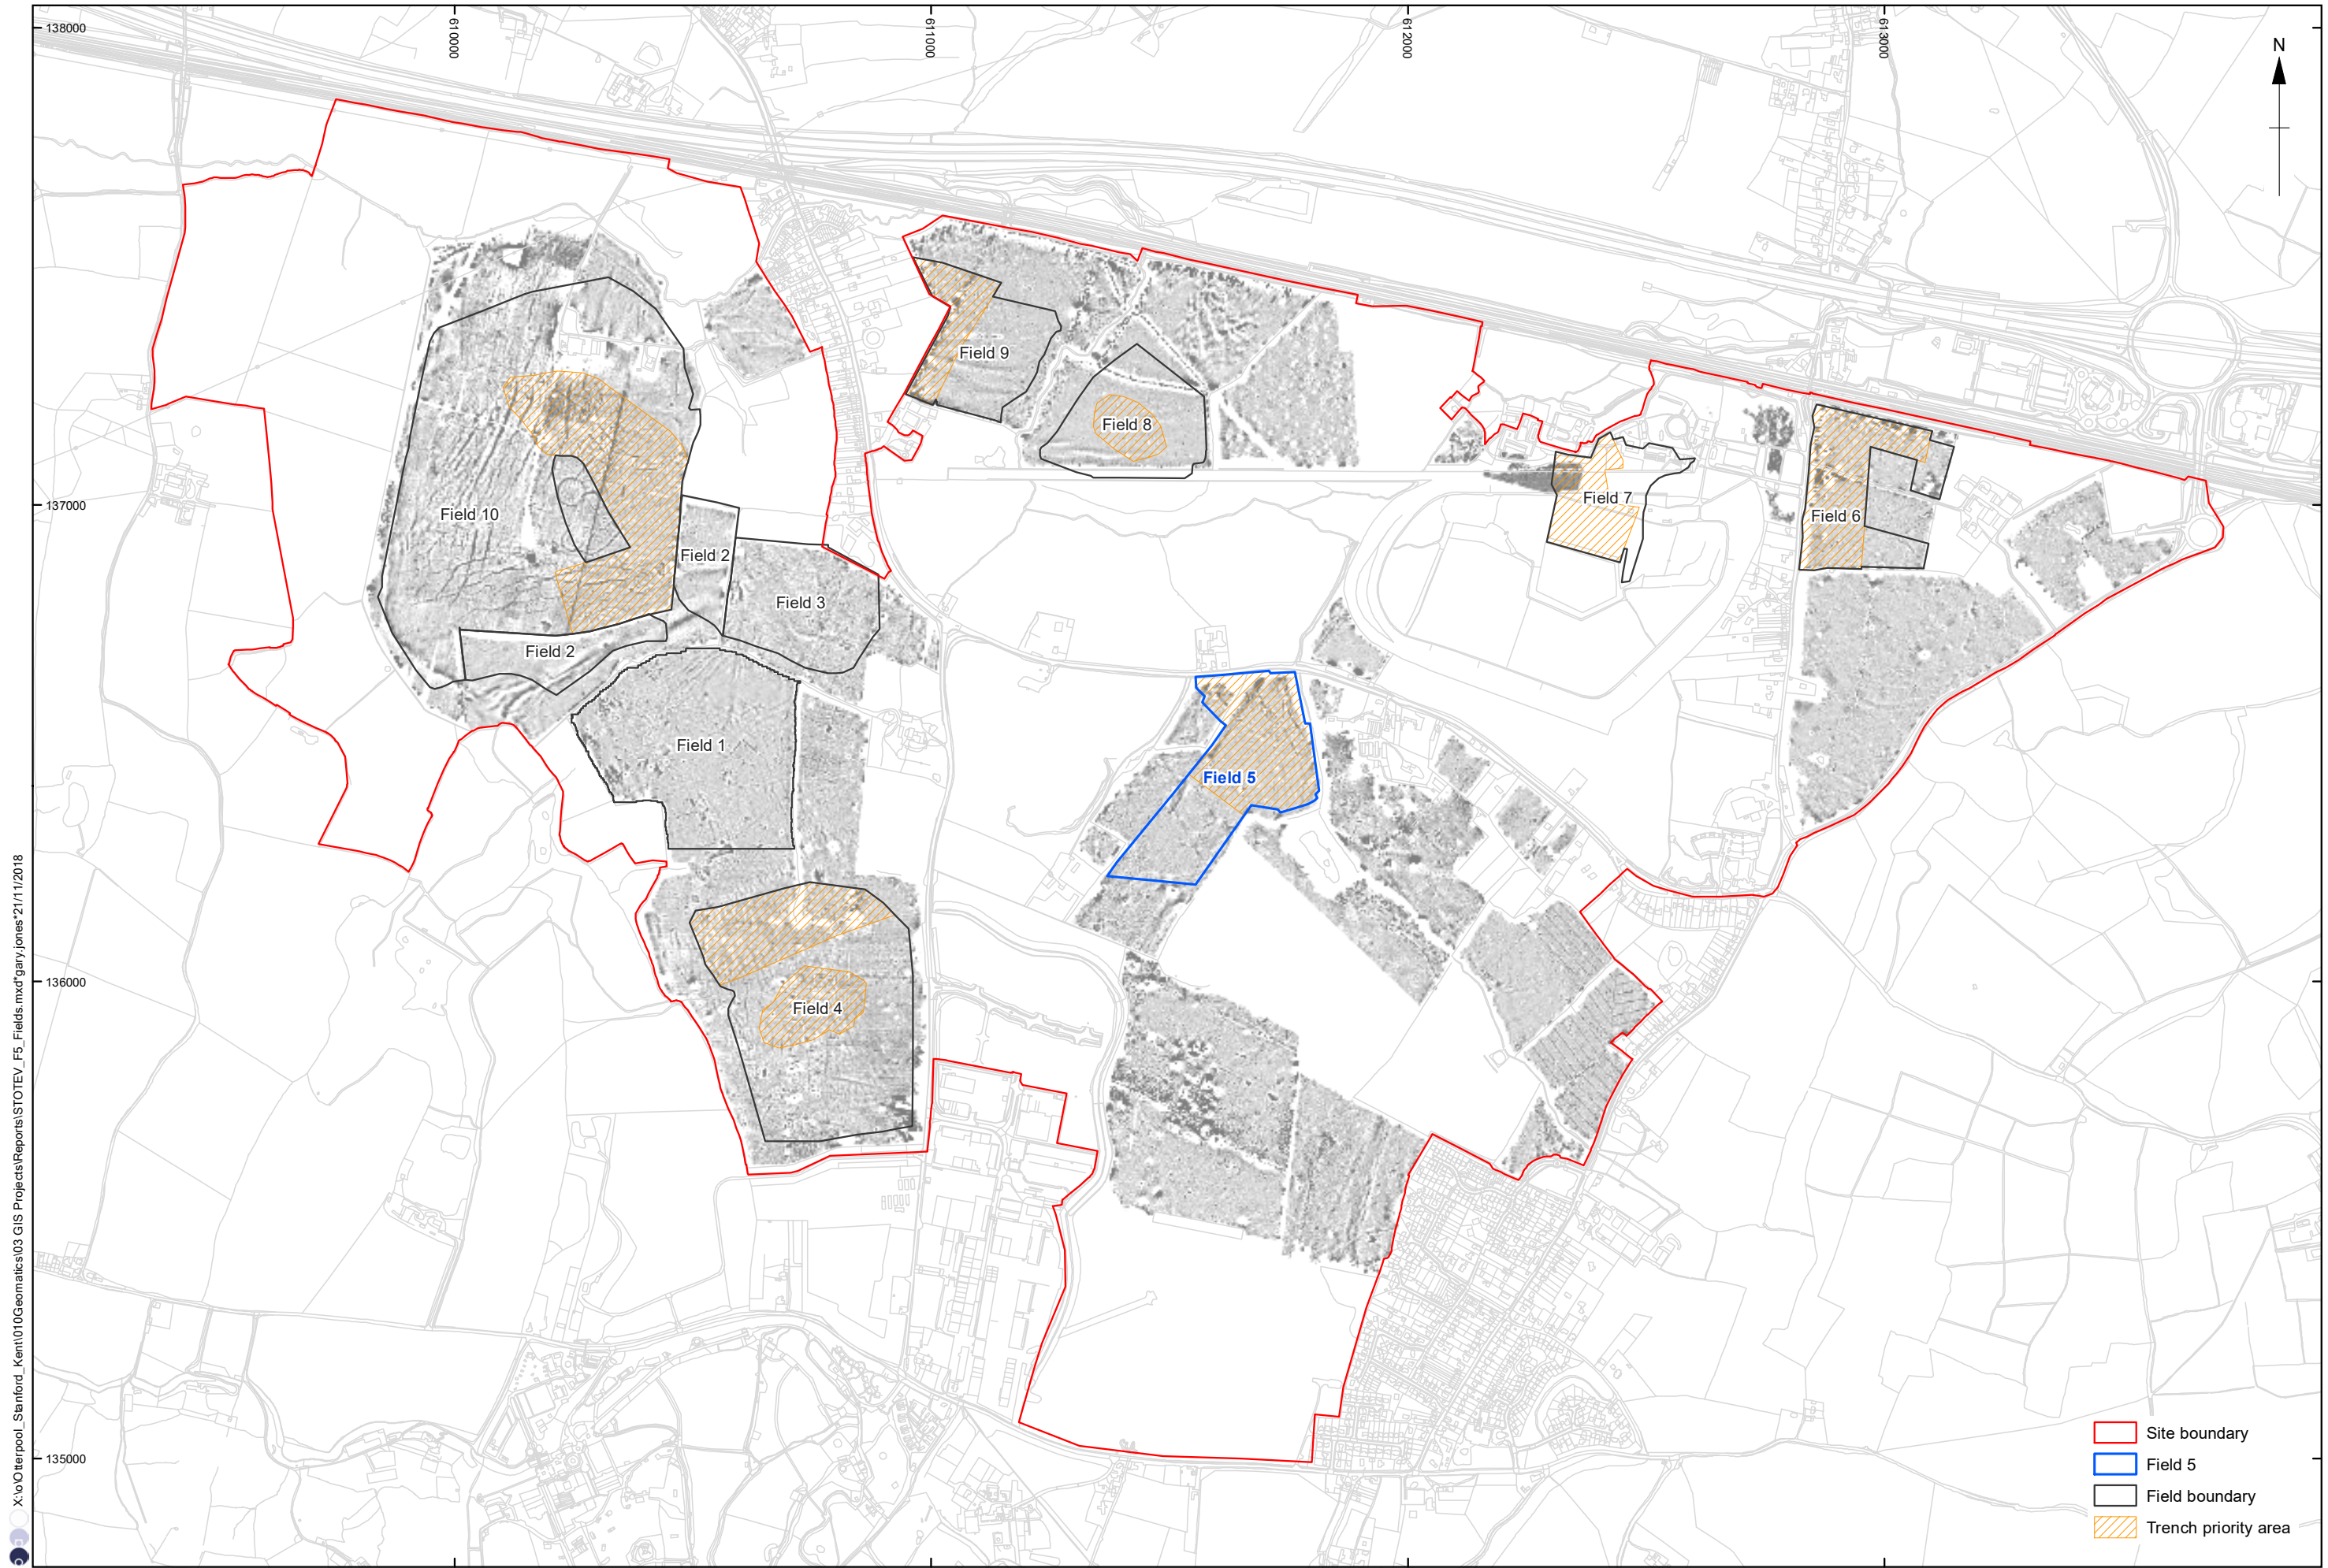 138000
610000
611000
612000
613000
N
Field 9
Field 8
Field 7
Field 6
137000
Field 10
Field 2
Field 3
Field 2
Field 1
Field 5
136000
Field 4
135000
Site boundary
Field 5
Field boundary
Trench priority area
X:\o\Otterpool_Stanford_Kent\010Geomatics\03 GIS Projects\Reports\STOTEV_F5_Fields.mxd*gary.jones*21/11/2018